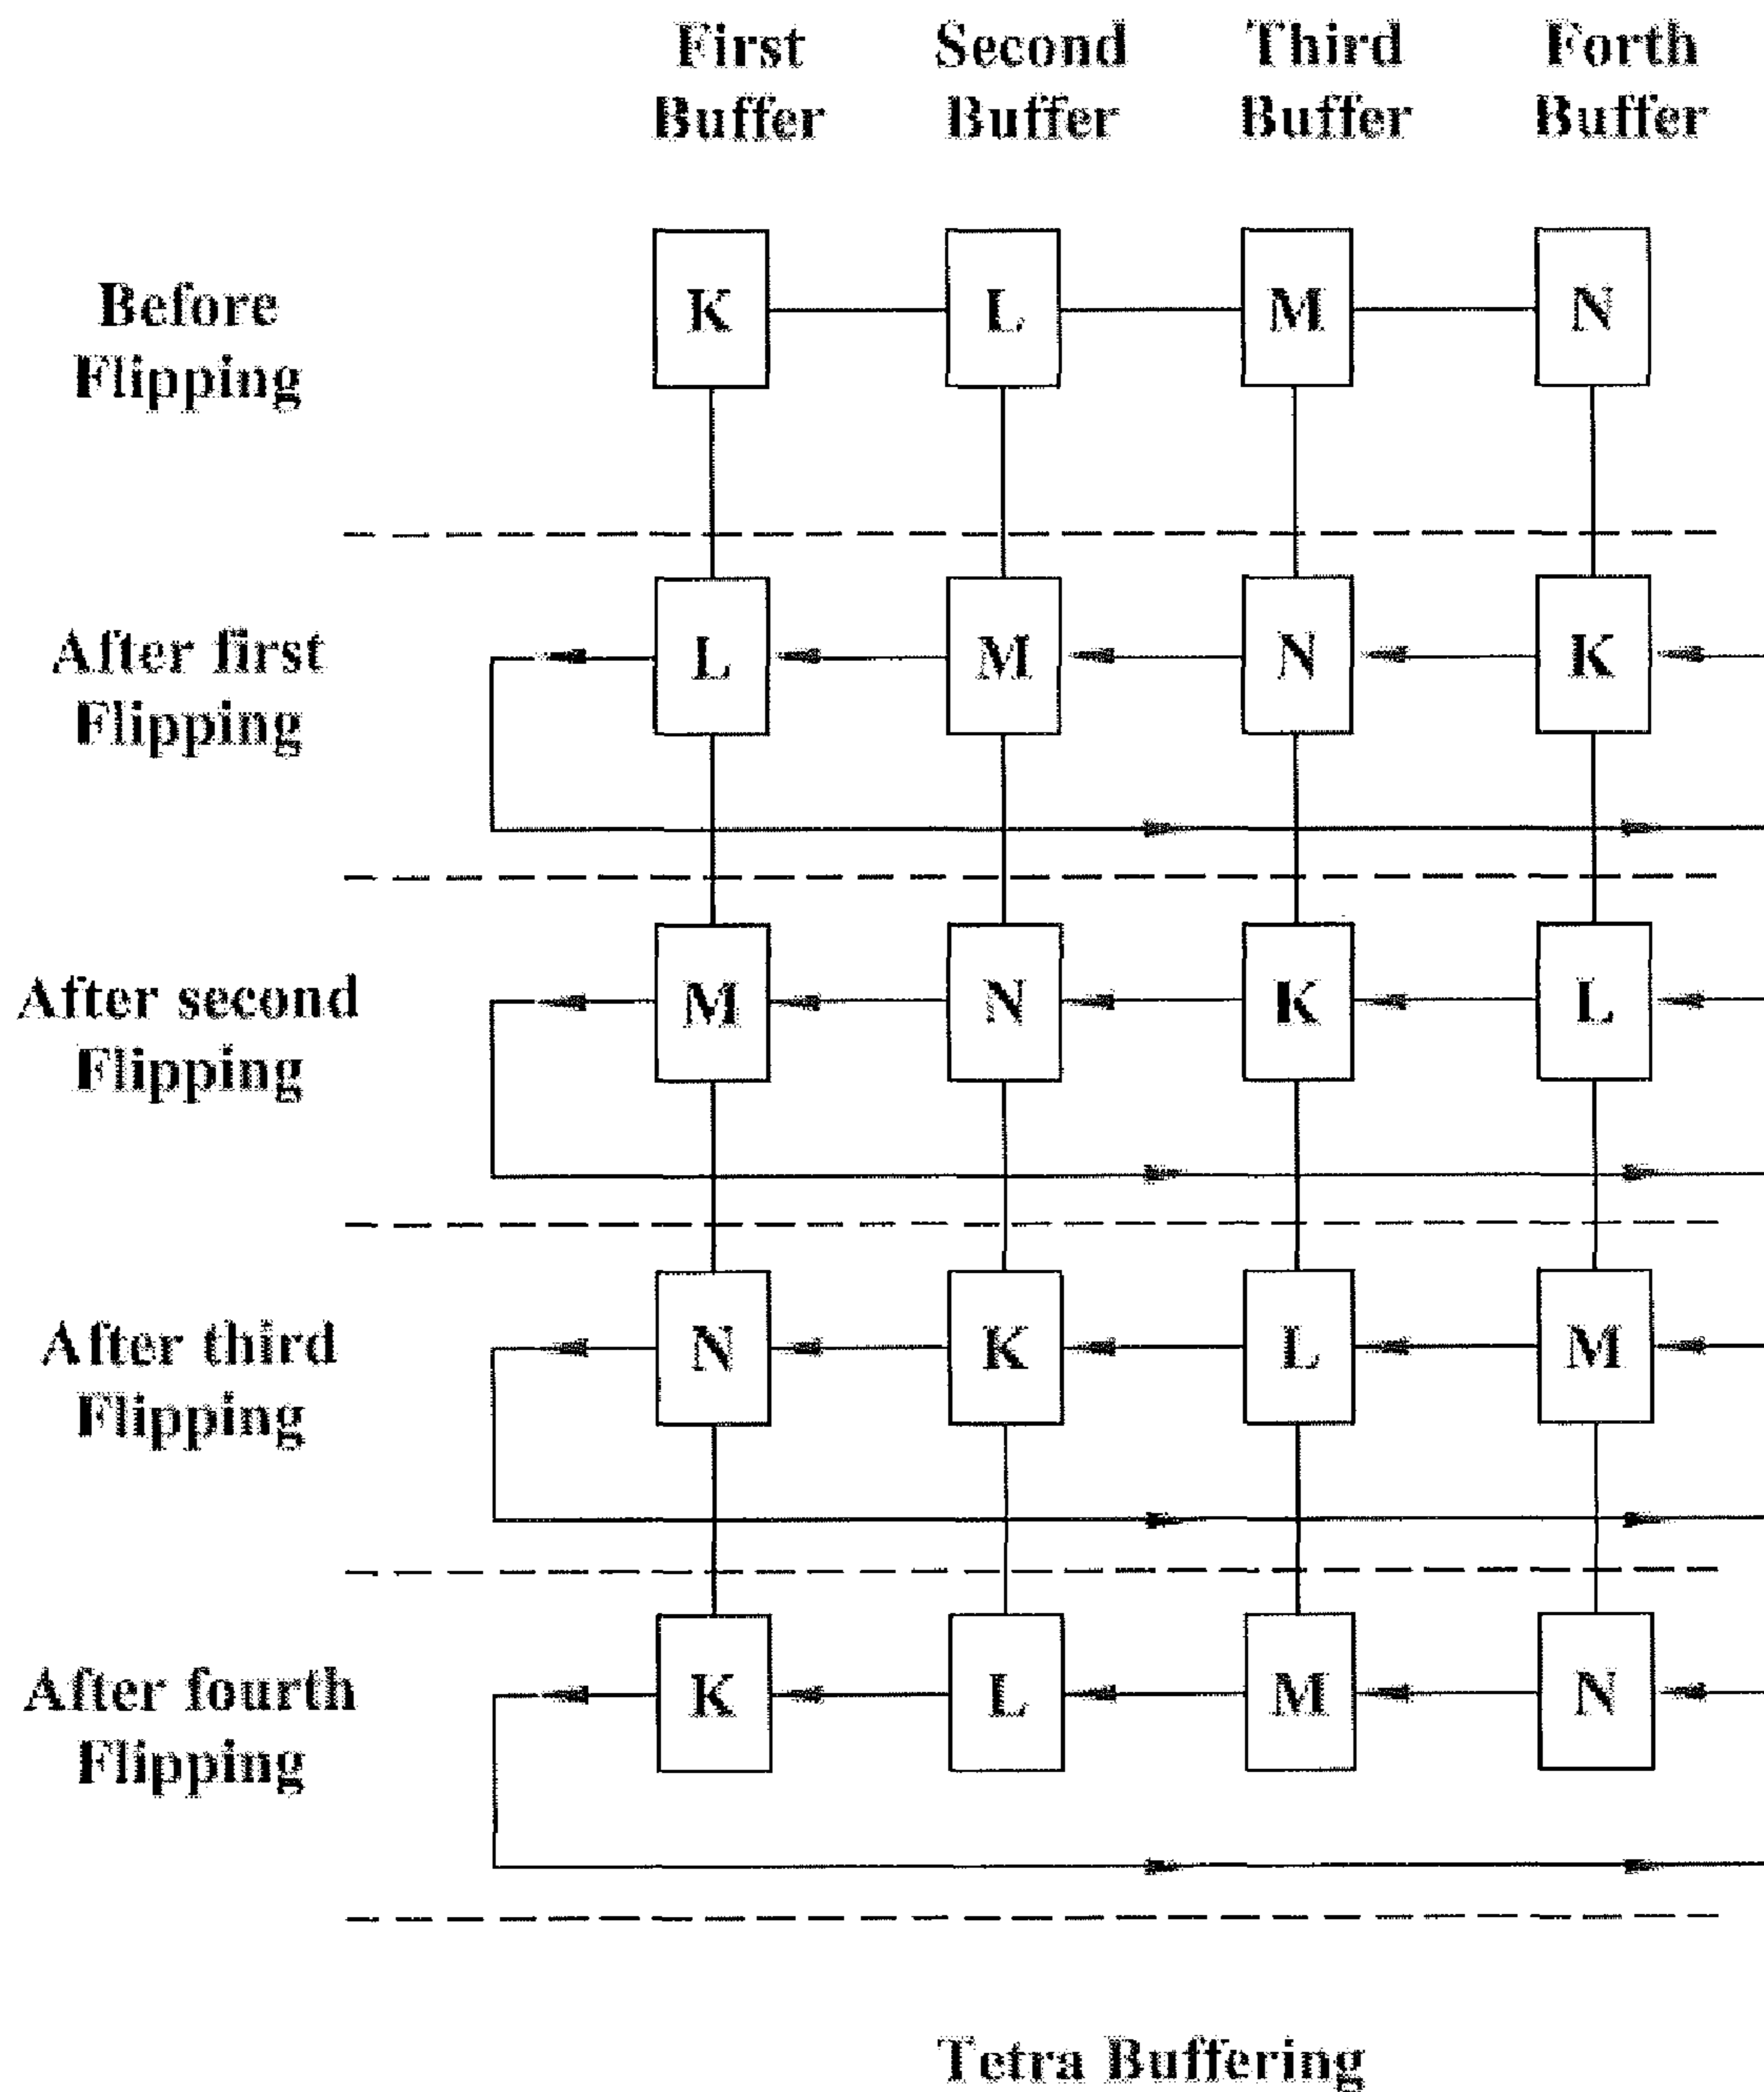 First Second Third Forth
Buffer Buffer Buffer Buffer
Before
Flipping
K L M N
After first
Flipping
L M N K
After second
Flipping
M N K L
After third
Flipping
N K L M
After fourth
Flipping
K L M N
Tetra Buffering